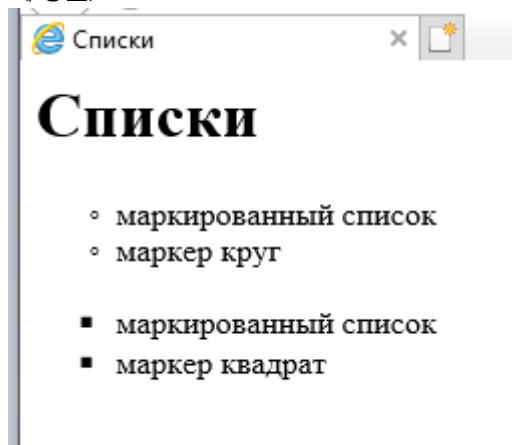 Списки
Списки
маркированный список
маркер круг
маркированный список
маркер квадрат